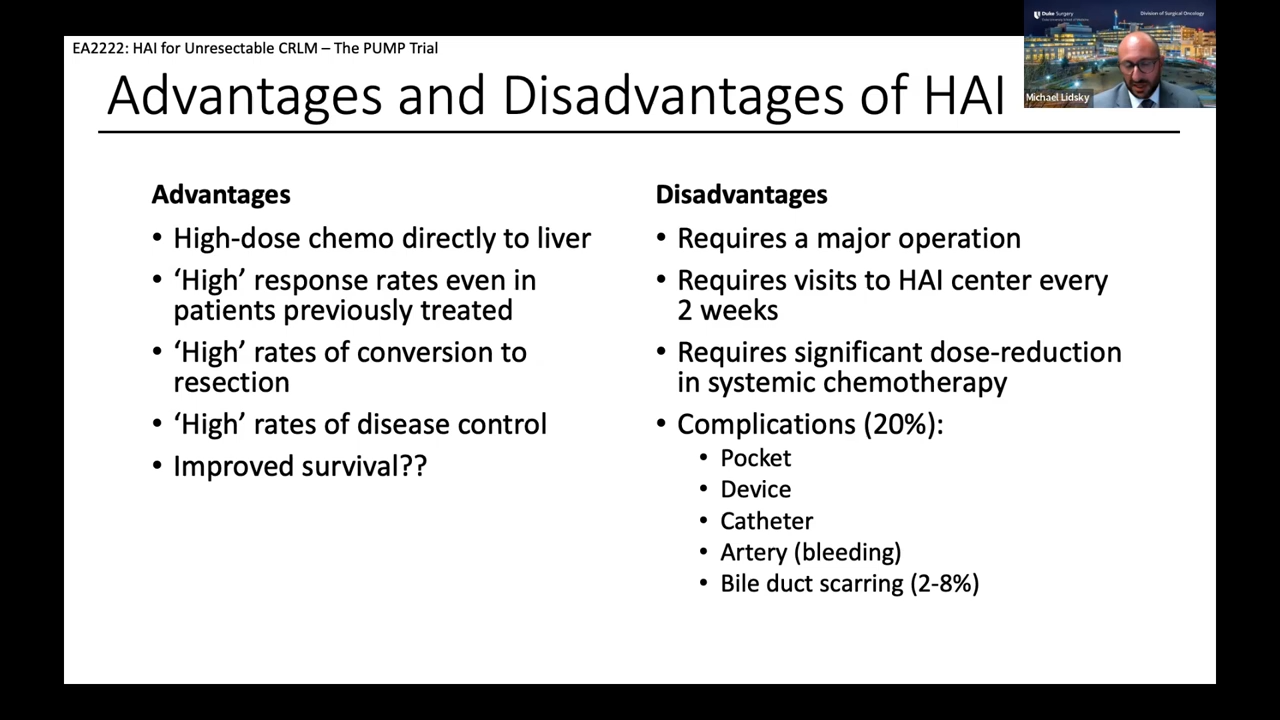 EA2222: HAI for Unresectable CRLM – The PUMP Trial
Duke Surgery
Division of Surgical Oncology
Advantages and Disadvantages of HAI
Michael Lidsky
Advantages
• High-dose chemo directly to liver
• ‘High’ response rates even in
patients previously treated
• ‘High’ rates of conversion to
resection
• ‘High’ rates of disease control
• Improved survival??
Disadvantages
• Requires a major operation
• Requires visits to HAI center every
2 weeks
• Requires significant dose-reduction
in systemic chemotherapy
• Complications (20%):
• Pocket
• Device
• Catheter
• Artery (bleeding)
• Bile duct scarring (2-8%)